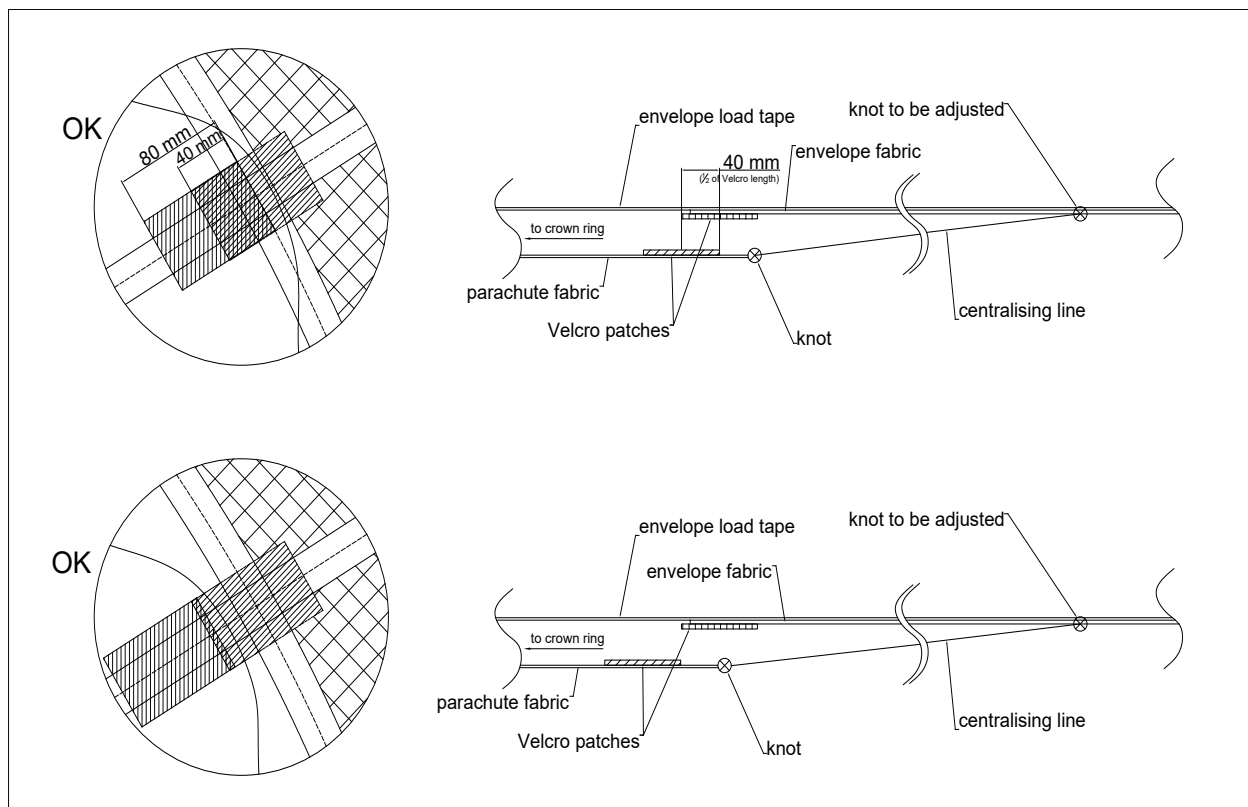 OK
80 mm
40 mm
envelope load tape
knot to be adjusted
envelope fabric
40 mm
(½ of Velcro length)
to crown ring
parachute fabric
Velcro patches
knot
centralising line
OK
envelope load tape
knot to be adjusted
envelope fabric
to crown ring
parachute fabric
Velcro patches
knot
centralising line